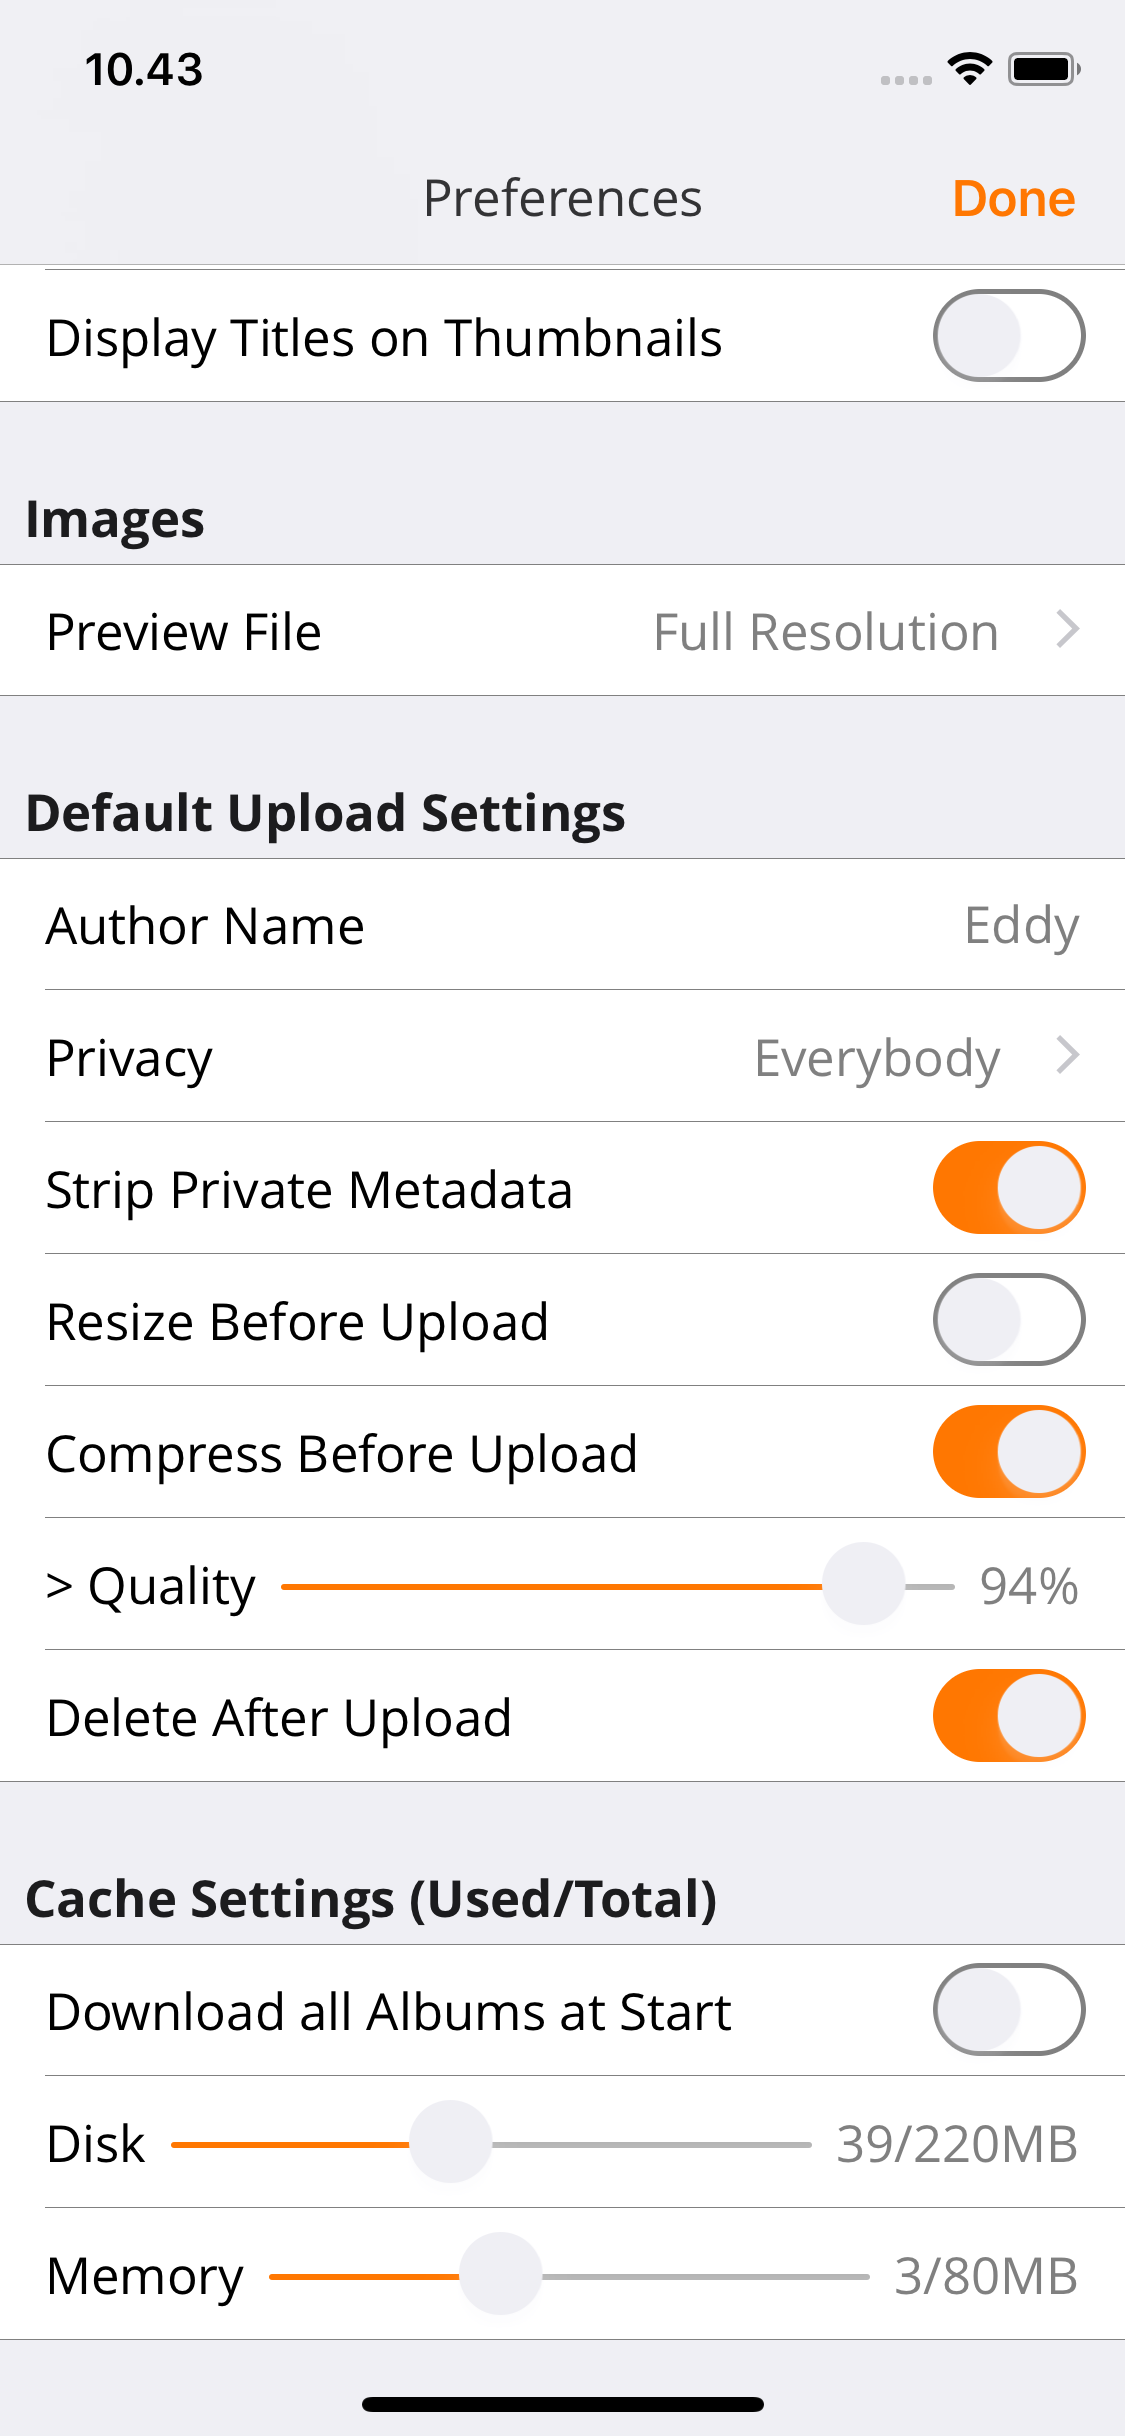 10.43
Preferences
Done
Display Titles on Thumbnails
Images
Preview File
Full Resolution
Default Upload Settings
Author Name
Eddy
Privacy
Everybody
Strip Private Metadata
Resize Before Upload
Compress Before Upload
> Quality
94%
Delete After Upload
Cache Settings (Used/Total)
Download all Albums at Start
Disk
39/220MB
Memory
3/80MB